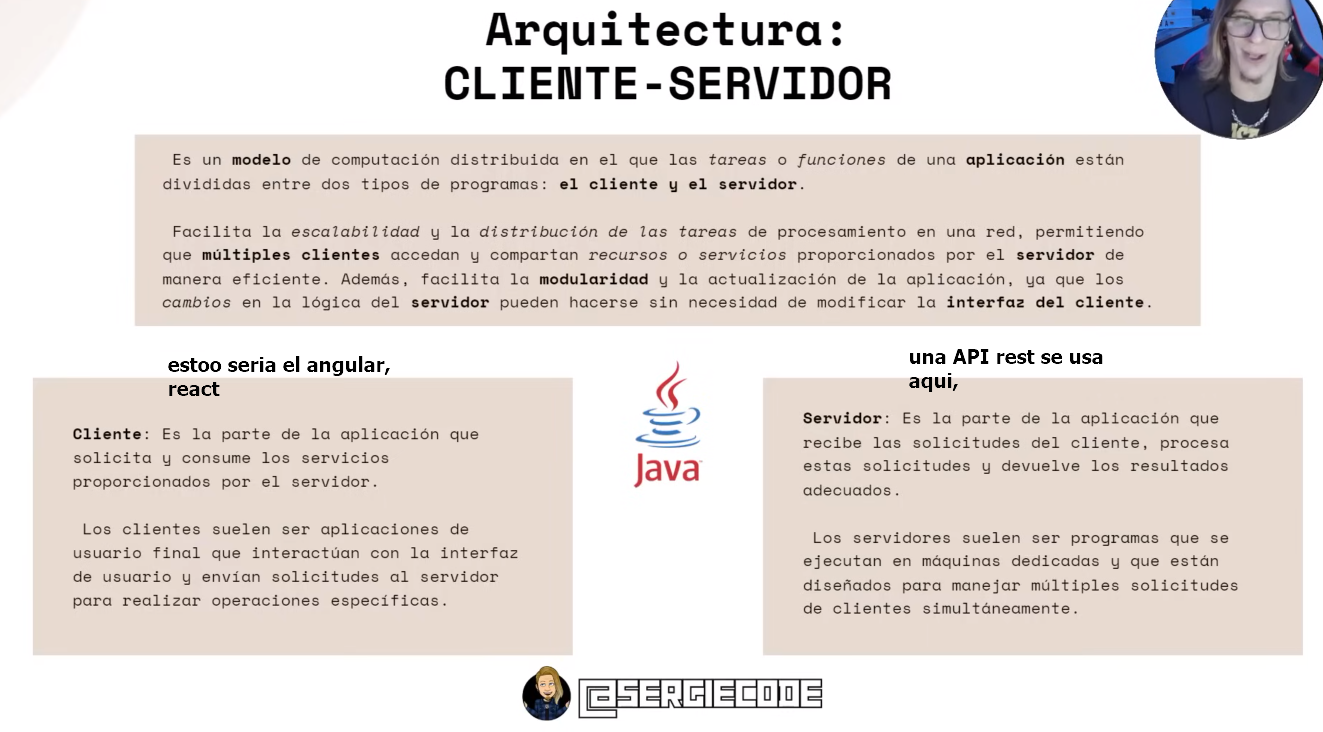 Arquitectura:
CLIENTE-SERVIDOR
Es un modelo de computación distribuida en el que las tareas o funciones de una aplicación están
divididas entre dos tipos de programas: el cliente y el servidor.
Facilita la escalabilidad y la distribución de las tareas de procesamiento en una red, permitiendo
que múltiples clientes accedan y compartan recursos o servicios proporcionados por el servidor de
manera eficiente. Además, facilita la modularidad y la actualización de la aplicación, ya que los
cambios en la lógica del servidor pueden hacerse sin necesidad de modificar la interfaz del cliente.
estoo seria el angular,
react
Cliente: Es la parte de la aplicación que
solicita y consume los servicios
proporcionados por el servidor.
Los clientes suelen ser aplicaciones de
usuario final que interactúan con la interfaz
de usuario y envían solicitudes al servidor
para realizar operaciones específicas.
Java
una API rest se usa
aqui,
Servidor: Es la parte de la aplicación que
recibe las solicitudes del cliente, procesa
estas solicitudes y devuelve los resultados
adecuados.
Los servidores suelen ser programas que se
ejecutan en máquinas dedicadas y que están
diseñados para manejar múltiples solicitudes
de clientes simultáneamente.
@SERGIECODE